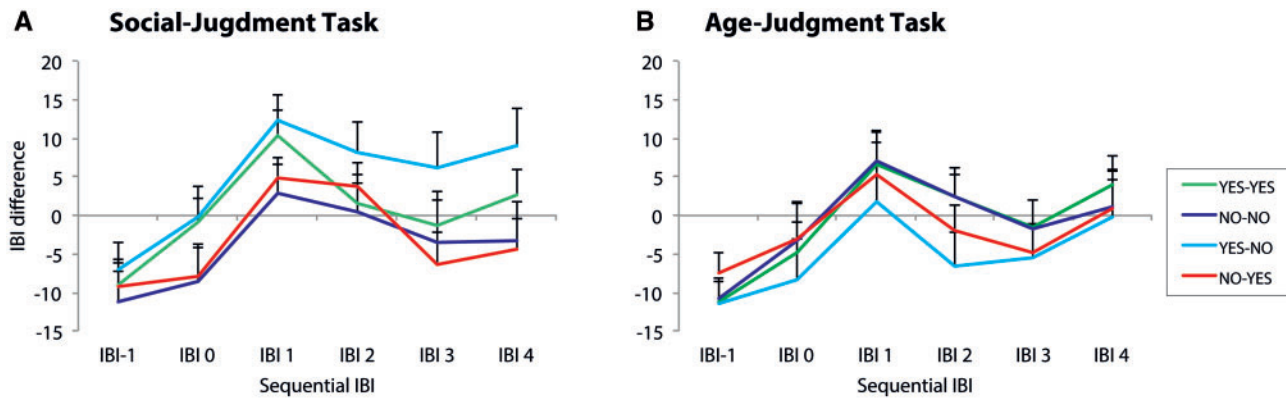 A Social-Jugdment Task
20
15
10
5
0
-5
-10
-15
IBI difference
IBI-1 IBI 0 IBI 1 IBI 2 IBI 3 IBI 4
Sequential IBI
B Age-Judgment Task
20
15
10
5
0
-5
-10
-15
IBI-1 IBI 0 IBI 1 IBI 2 IBI 3 IBI 4
Sequential IBI
YES-YES
NO-NO
YES-NO
NO-YES